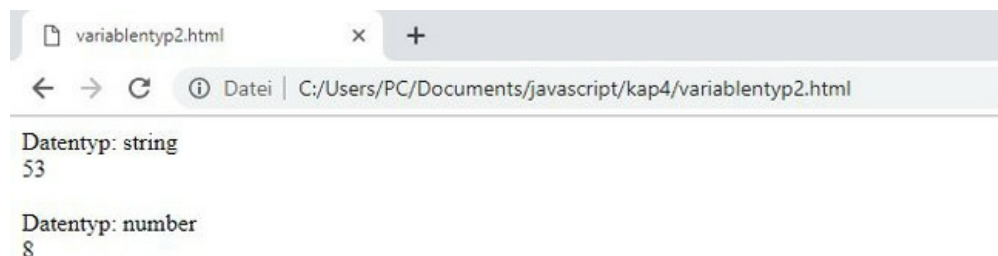 variablentyp2.html
Datei | C:/Users/PC/Documents/javascript/kap4/variablentyp2.html
Datentyp: string
53
Datentyp: number
8